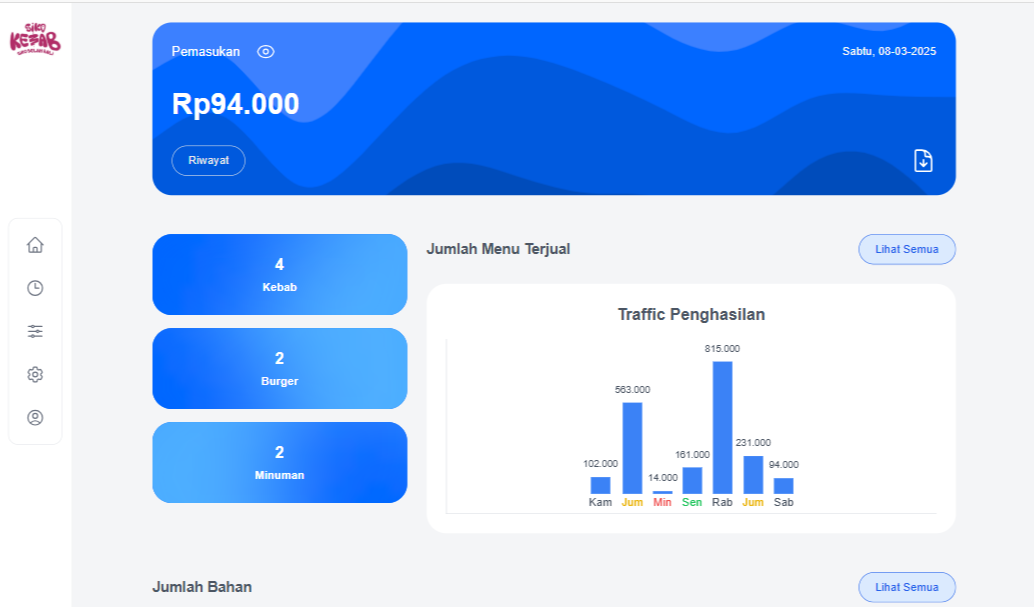 SIKO
KEBAB
Pemasukan
Sabtu, 08-03-2025
Rp94.000
Riwayat
4
Kebab
2
Burger
2
Minuman
Jumlah Menu Terjual
Lihat Semua
Traffic Penghasilan
815.000
563.000
231.000
161.000
102.000
94.000
14.000
Kam Jum Min Sen Rab Jum Sab
Jumlah Bahan
Lihat Semua